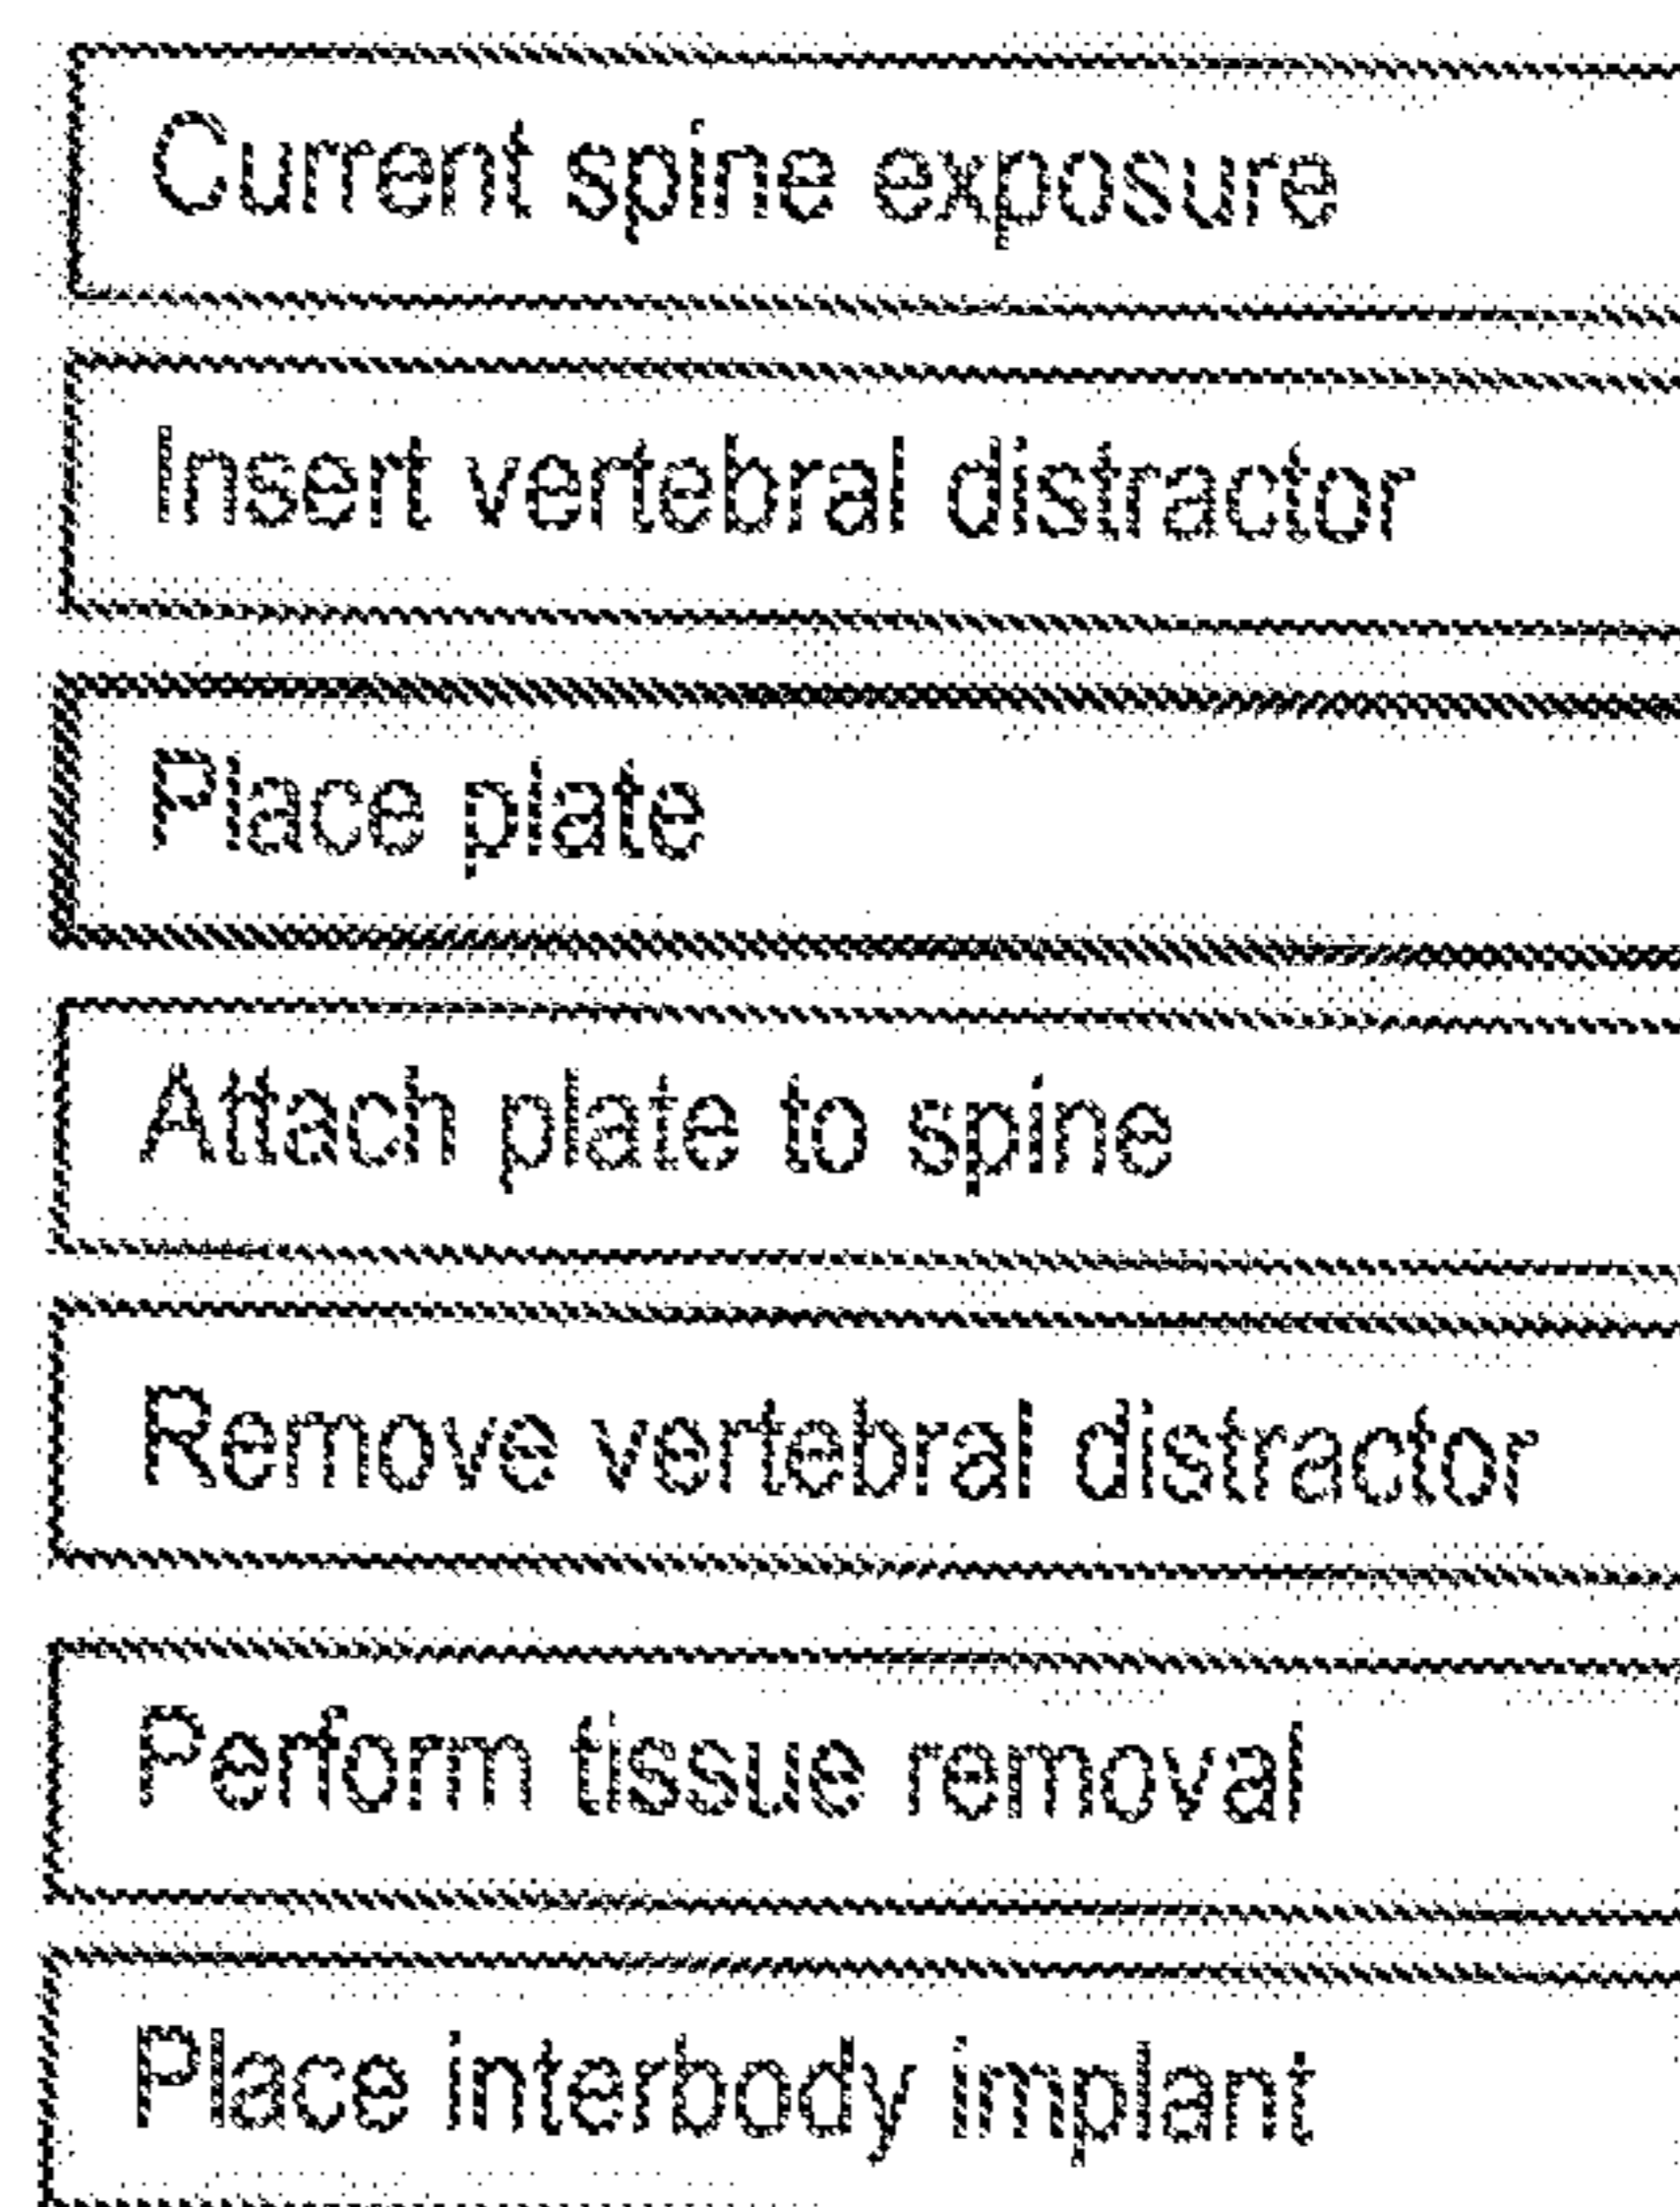 Current spine exposure
Insert vertebral distractor
Place plate
Attach plate to spine
Remove vertebral distractor
Perform tissue removal
Place interbody implant